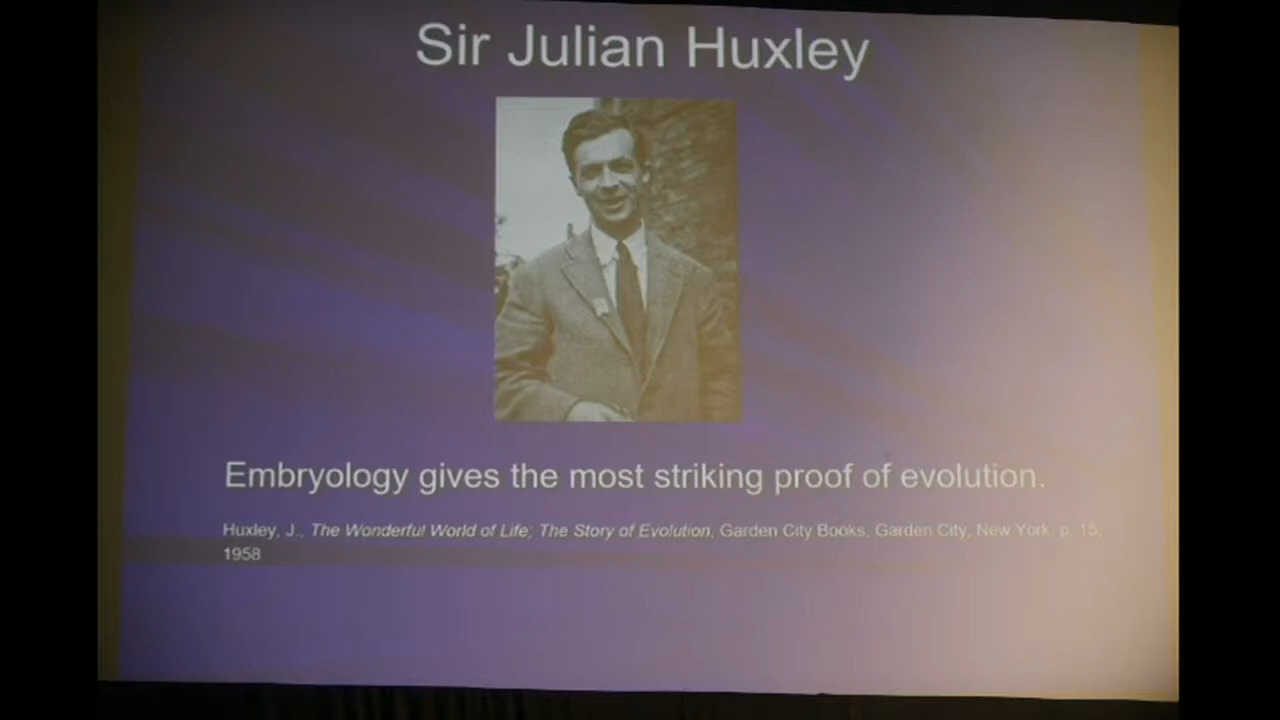 Sir Julian Huxley
Embryology gives the most striking proof of evolution.
Huxley, J., The Wonderful World of Life; The Story of Evolution, Garden City Books, Garden City, New York, p. 15,
1958